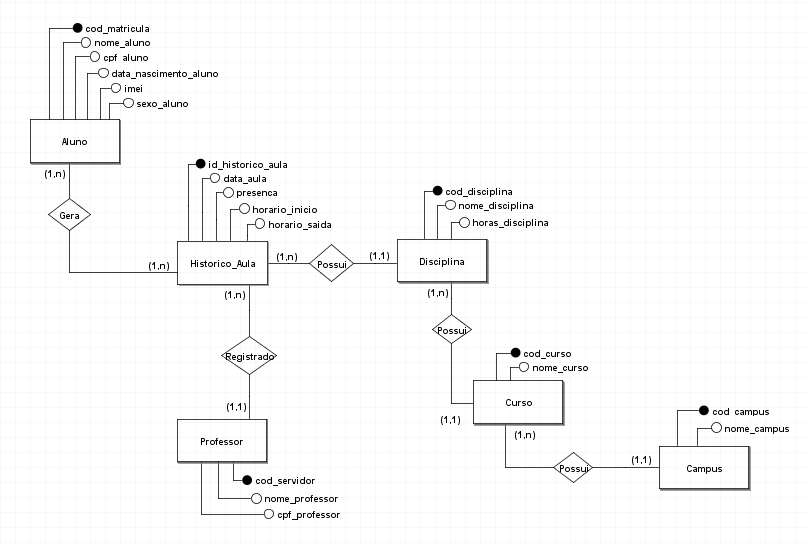 cod_matricula
nome_aluno
cpf_aluno
data_nascimento_aluno
imei
sexo_aluno
Aluno
(1,n)
Gera
(1,n)
id_historico_aula
data_aula
presenca
horario_inicio
horario_saida
Historico_Aula
(1,n)
Possui
(1,1)
cod_disciplina
nome_disciplina
horas_disciplina
Disciplina
(1,n)
Registrado
(1,1)
Professor
cod_servidor
nome_professor
cpf_professor
(1,n)
Possui
(1,1)
cod_curso
nome_curso
Curso
(1,n)
Possui
(1,1)
cod_campus
nome_campus
Campus